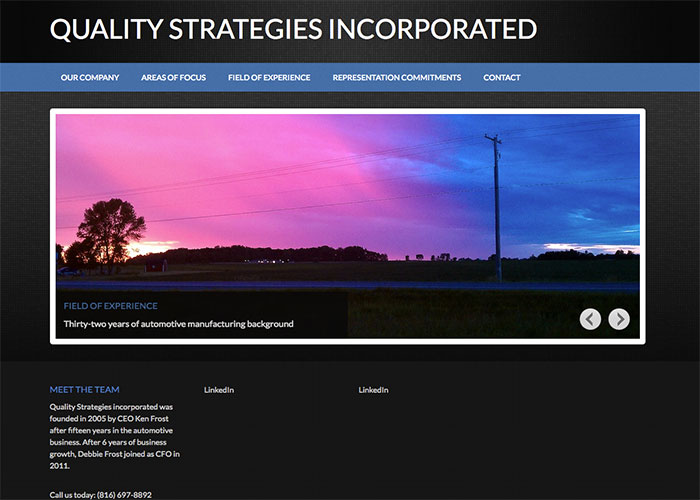 QUALITY STRATEGIES INCORPORATED
OUR COMPANY AREAS OF FOCUS FIELD OF EXPERIENCE REPRESENTATION COMMITMENTS CONTACT
FIELD OF EXPERIENCE
Thirty-two years of automotive manufacturing background
MEET THE TEAM
Quality Strategies incorporated was
founded in 2005 by CEO Ken Frost
after fifteen years in the automotive
business. After 6 years of business
growth, Debbie Frost joined as CFO in
2011.
Call us today: (816) 697-8892
LinkedIn
LinkedIn